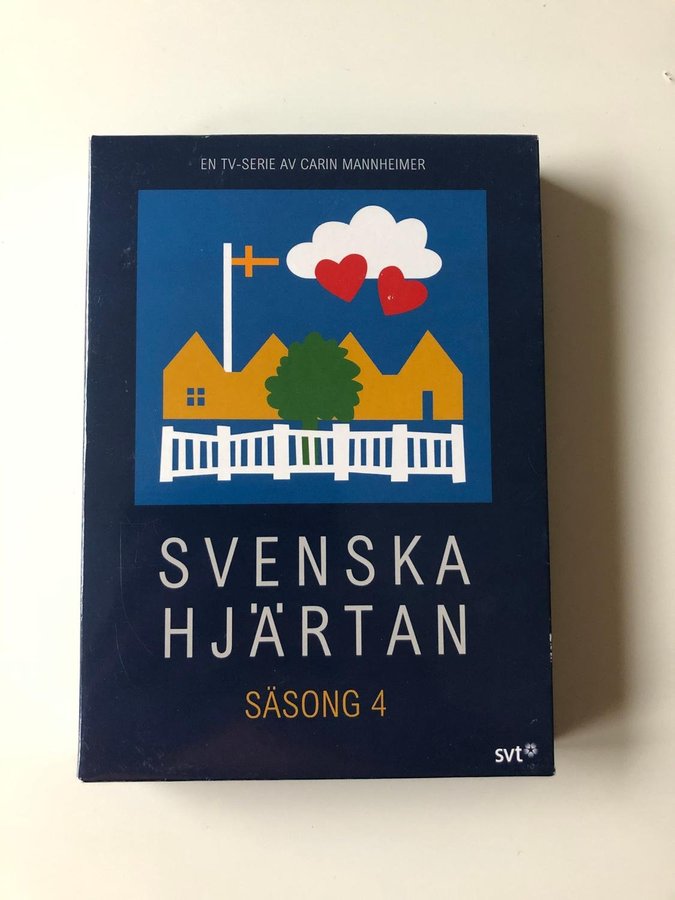 EN TV-SERIE AV CARIN MANNHEIMER
SVENSKA
HJÄRTAN
SÄSONG 4
svt